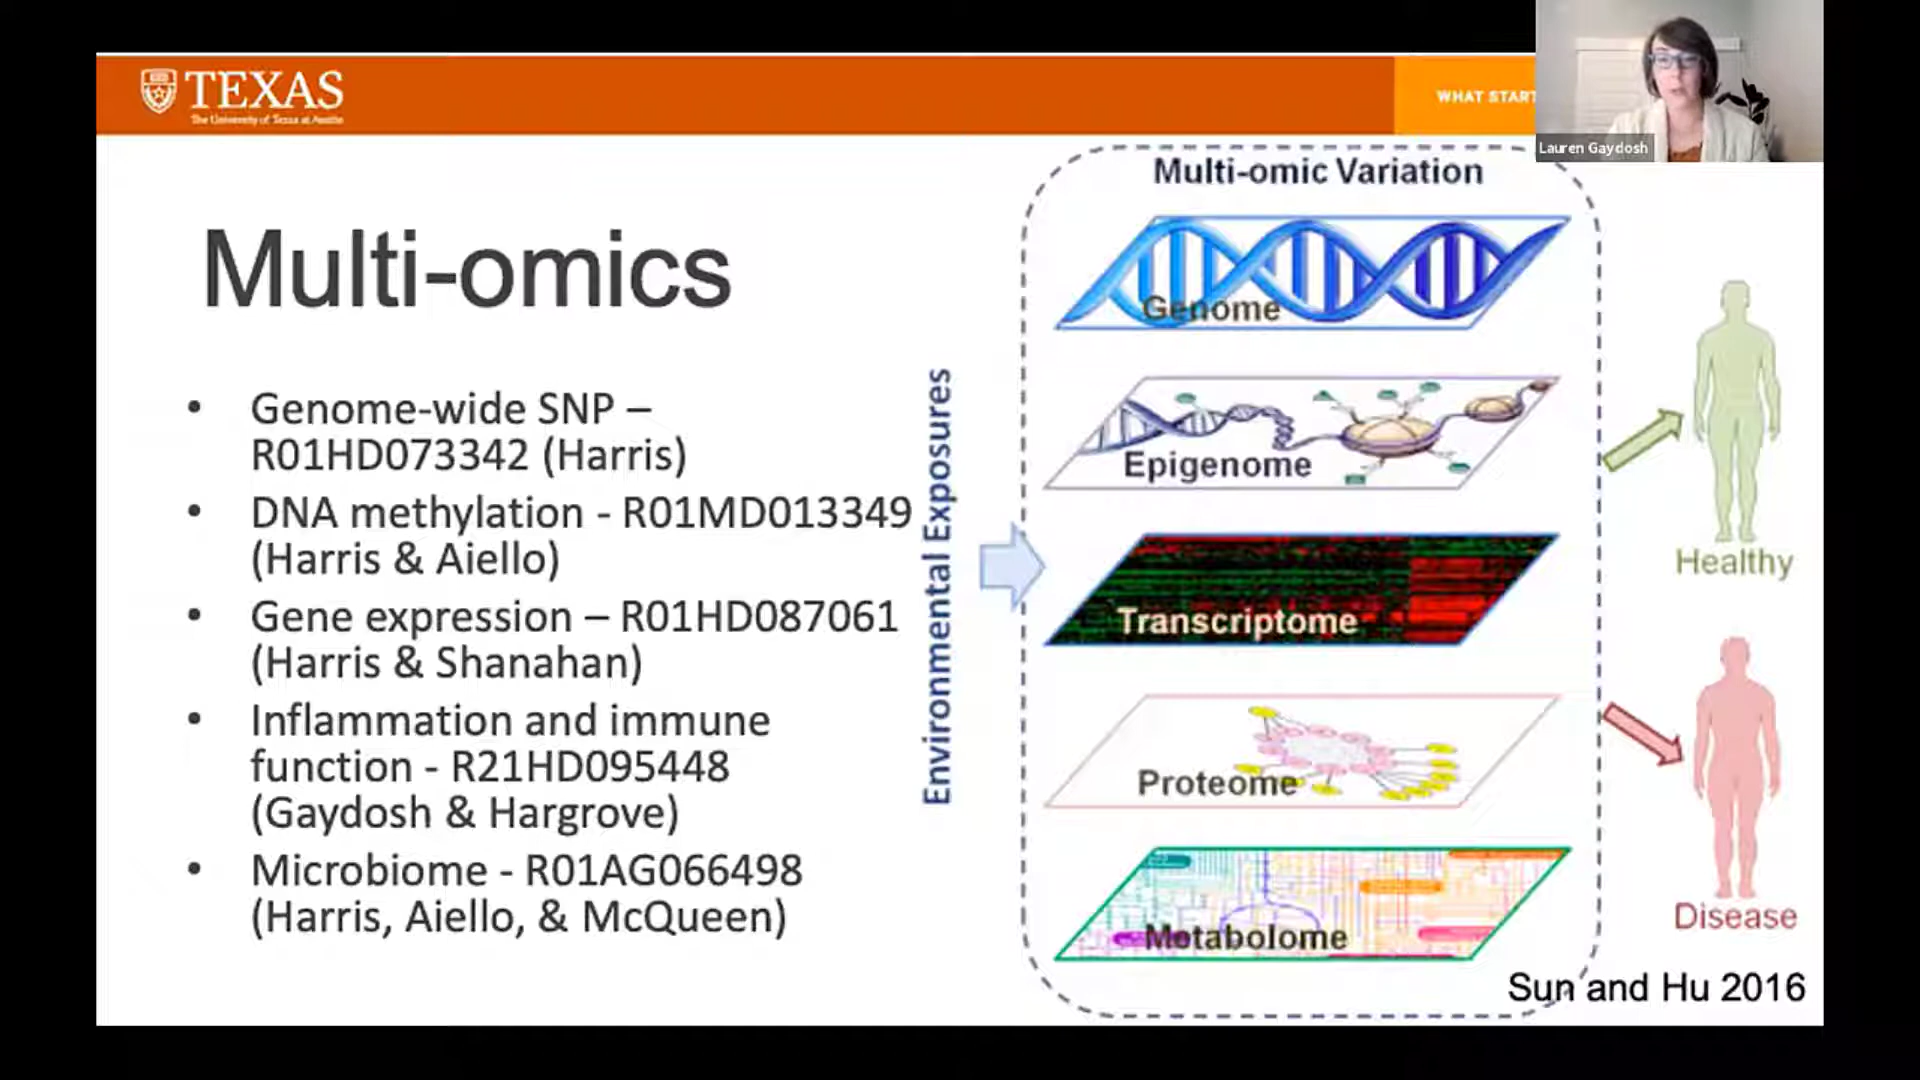 TEXAS
The University of Texas at Austin
WHAT START
Lauren Gaydosh
Multi-omics
• Genome-wide SNP –
R01HD073342 (Harris)
• DNA methylation - R01MD013349
(Harris & Aiello)
• Gene expression – R01HD087061
(Harris & Shanahan)
• Inflammation and immune
function - R21HD095448
(Gaydosh & Hargrove)
• Microbiome - R01AG066498
(Harris, Aiello, & McQueen)
Environmental Exposures
Multi-omic Variation
Genome
Epigenome
Transcriptome
Proteome
Metabolome
Healthy
Disease
Sun and Hu 2016